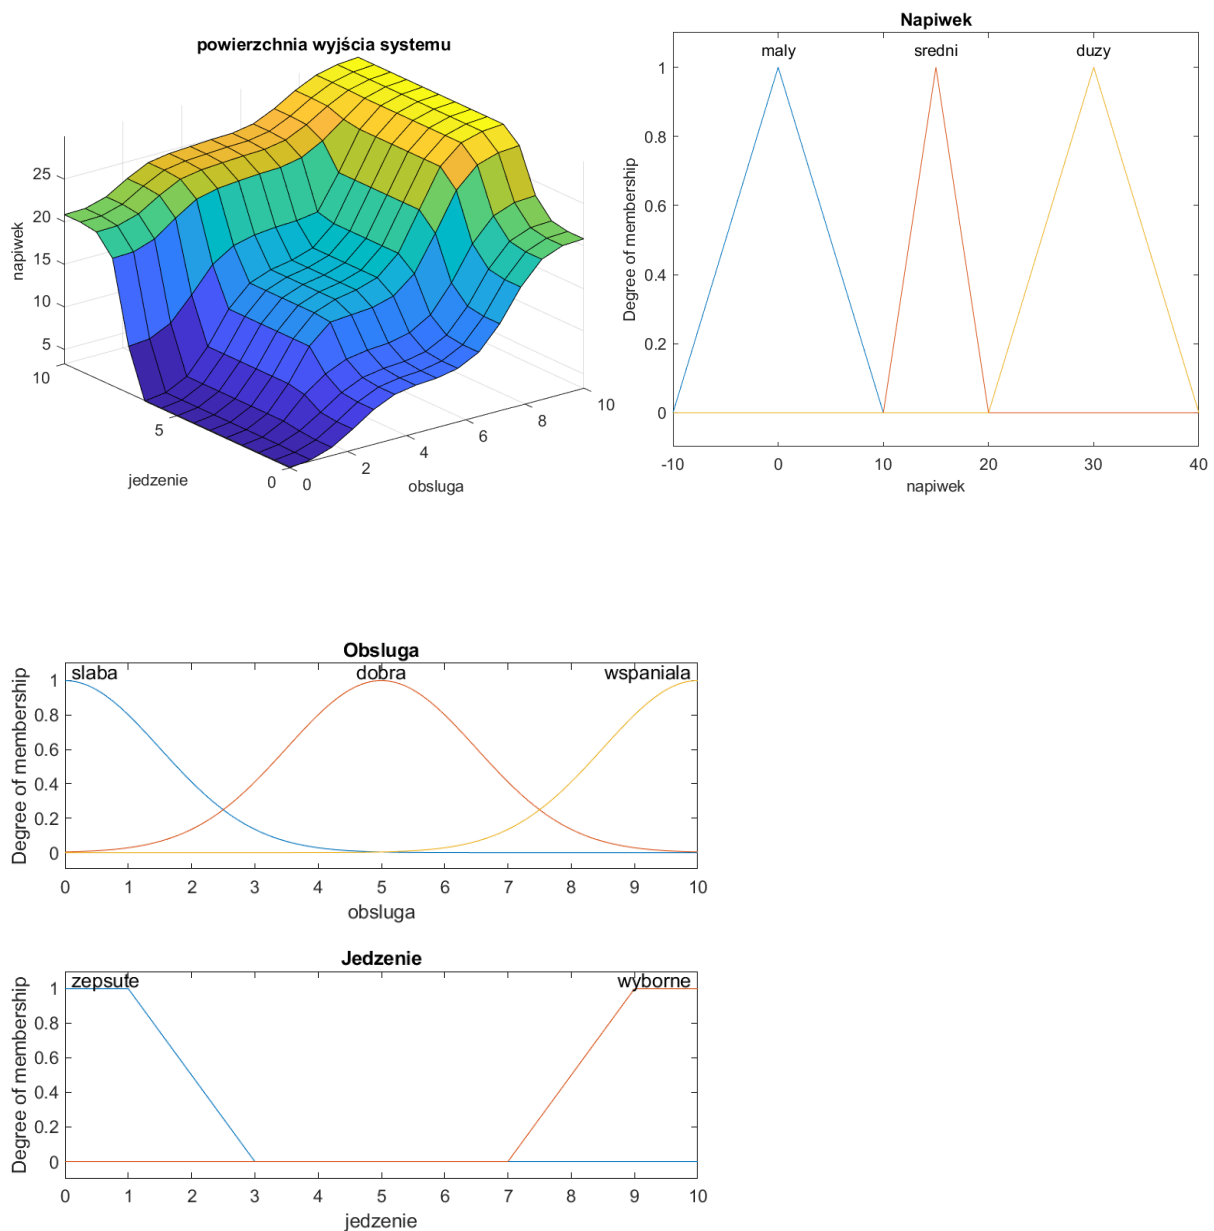 powierzchnia wyjścia systemu
napiwek
25
20
15
10
5
10
5
0
jedzenie
0
2
4
6
8
10
obsluga
Napiwek
maly sredni duzy
Degree of membership
1
0.8
0.6
0.4
0.2
0
-10 0 10 20 30 40
napiwek
Obsluga
slaba dobra wspaniala
Degree of membership
1
0.8
0.6
0.4
0.2
0
0 1 2 3 4 5 6 7 8 9 10
obsluga
Jedzenie
zepsute wyborne
Degree of membership
1
0.8
0.6
0.4
0.2
0
0 1 2 3 4 5 6 7 8 9 10
jedzenie